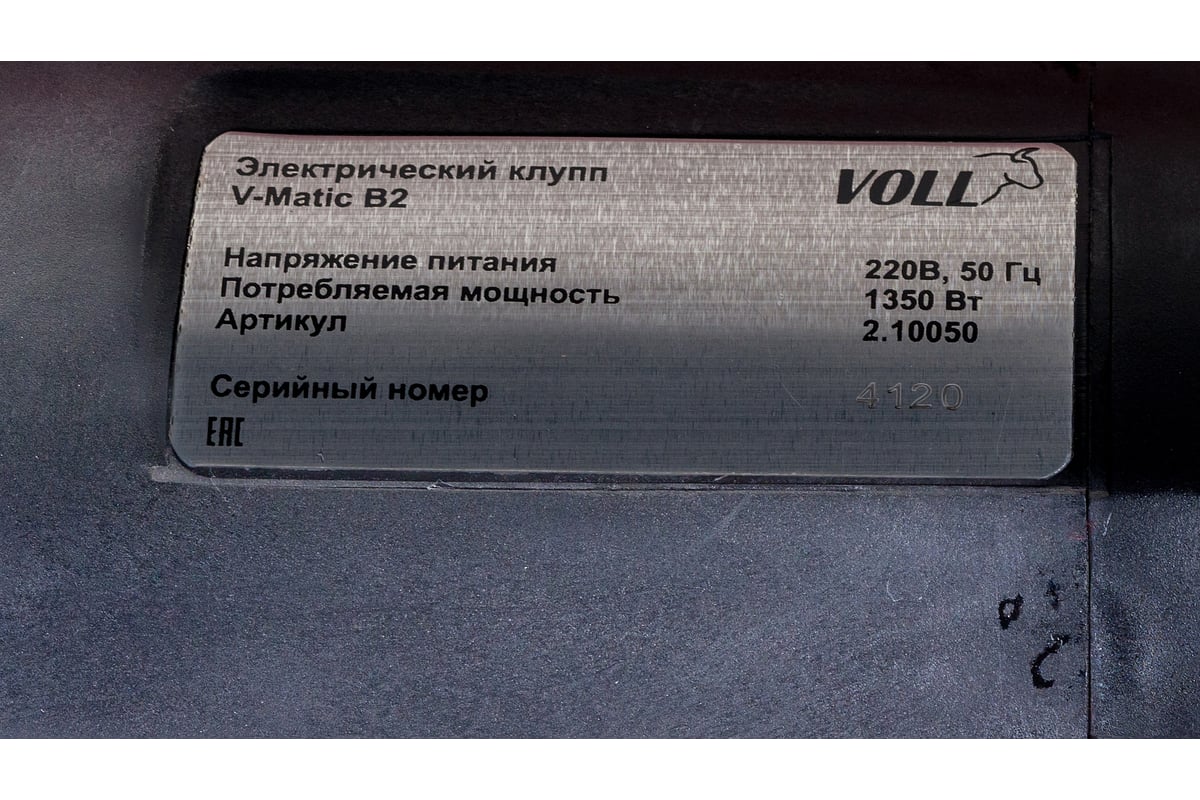 Электрический клупп
V-Matic B2
VOLL
Напряжение питания 220В, 50 Гц
Потребляемая мощность 1350 Вт
Артикул 2.10050
Серийный номер 4120
EAC